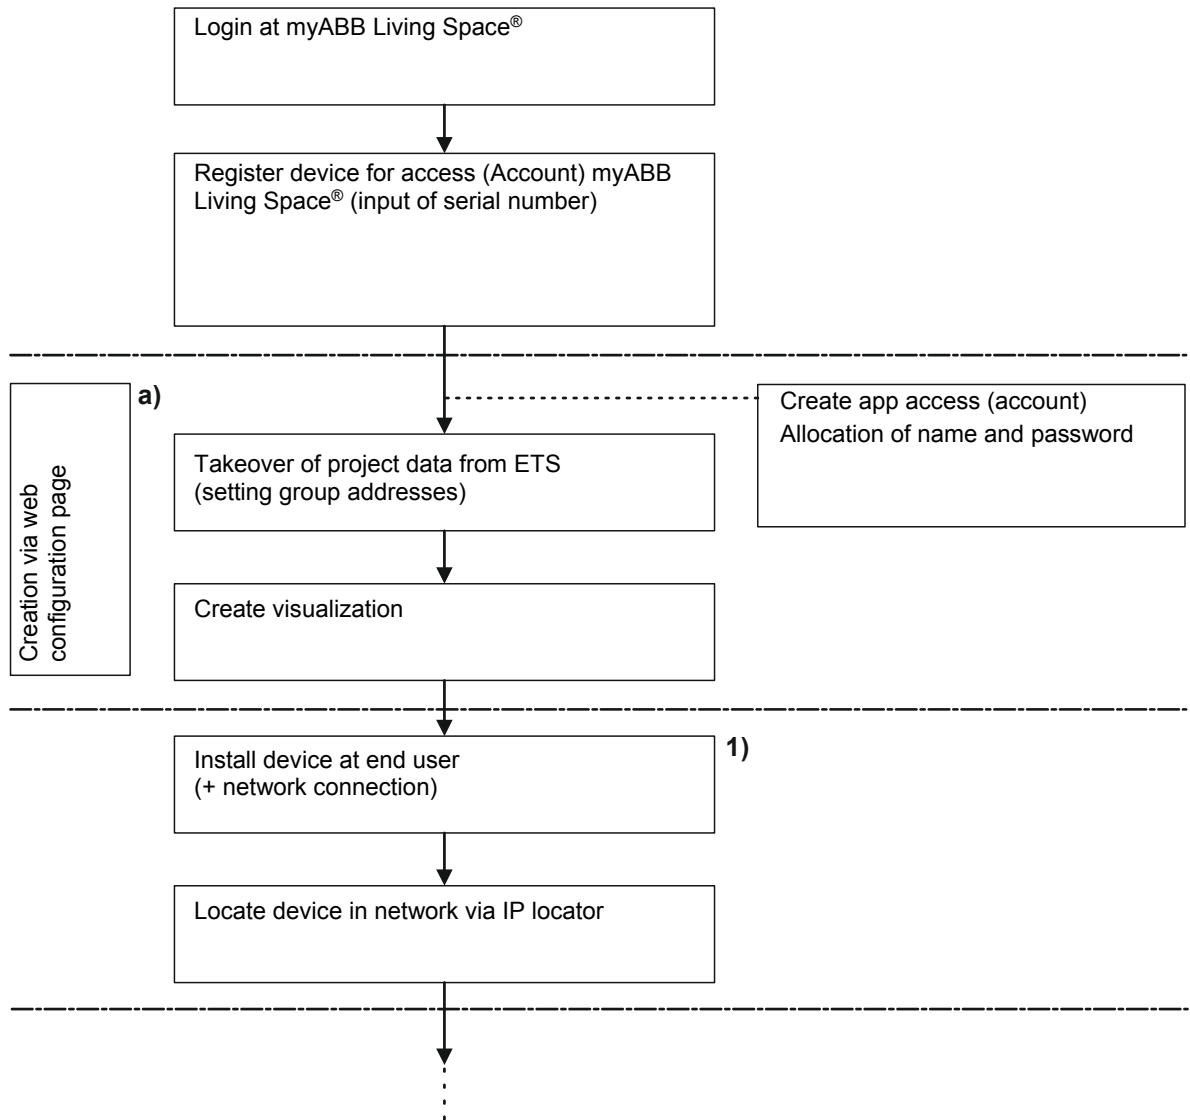 Login at myABB Living Space®
Register device for access (Account) myABB
Living Space® (input of serial number)
a)
Create app access (account)
Allocation of name and password
Takeover of project data from ETS
(setting group addresses)
Creation via web
configuration page
Create visualization
Install device at end user
(+ network connection)
1)
Locate device in network via IP locator